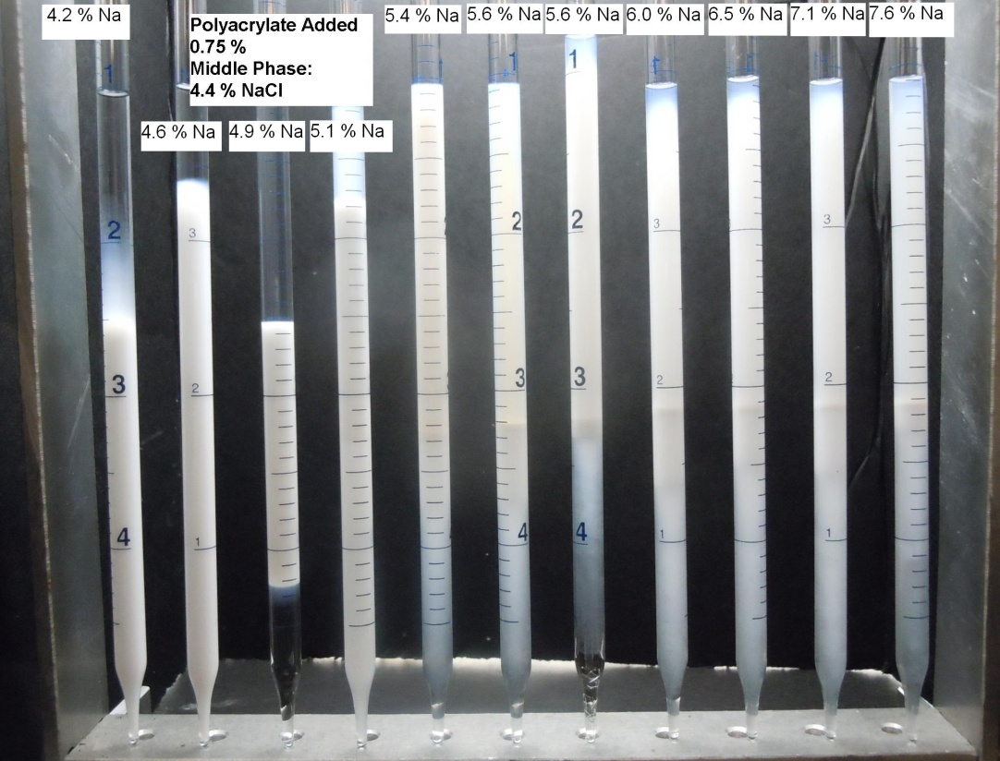 4.2 % Na
Polyacrylate Added
0.75 %
Middle Phase:
4.4 % NaCl
5.4 % Na
5.6 % Na
5.6 % Na
6.0 % Na
6.5 % Na
7.1 % Na
7.6 % Na
4.6 % Na
4.9 % Na
5.1 % Na
1
2
3
4
3
2
1
1
2
3
4
1
2
3
4
3
2
1
3
2
1